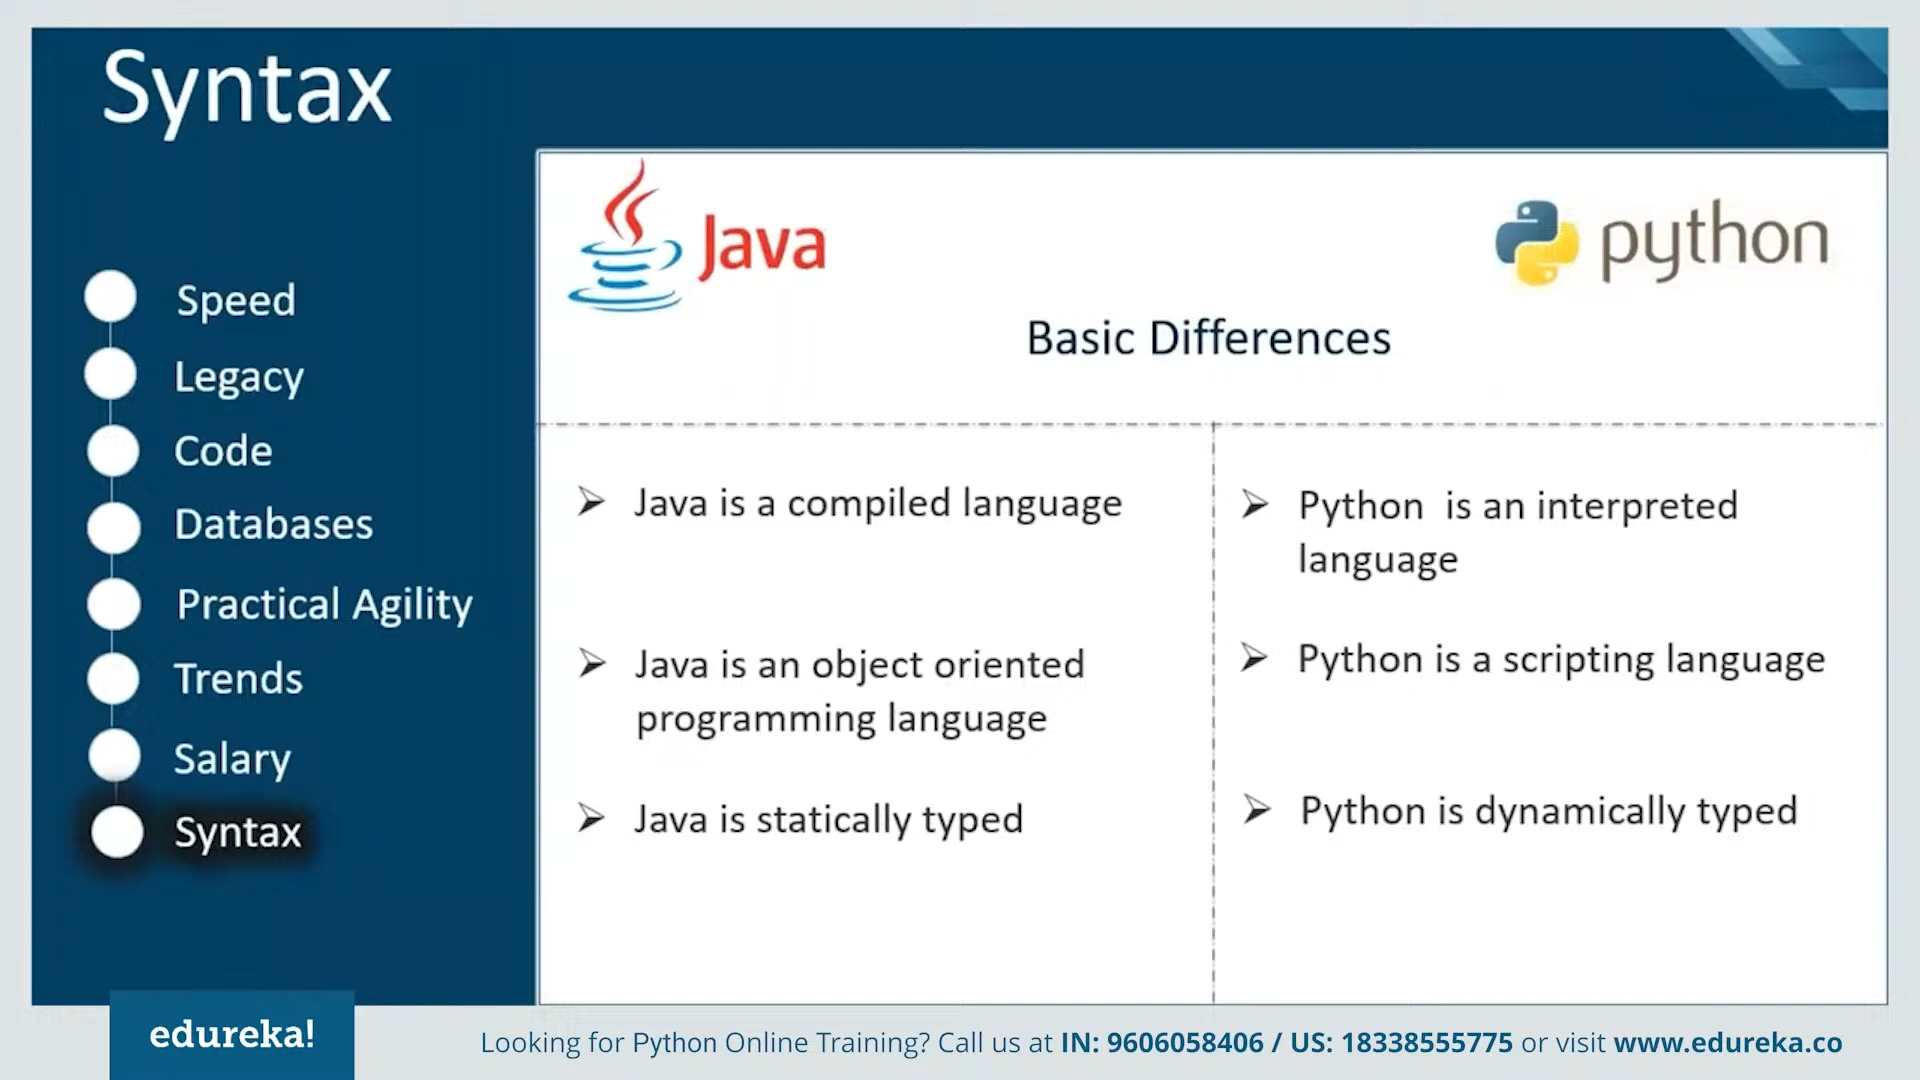 Syntax
Speed
Legacy
Code
Databases
Practical Agility
Trends
Salary
Syntax
Java
python
Basic Differences
Java is a compiled language
Java is an object oriented
programming language
Java is statically typed
Python is an interpreted
language
Python is a scripting language
Python is dynamically typed
edureka!
Looking for Python Online Training? Call us at IN: 9606058406 / US: 18338555775 or visit www.edureka.co